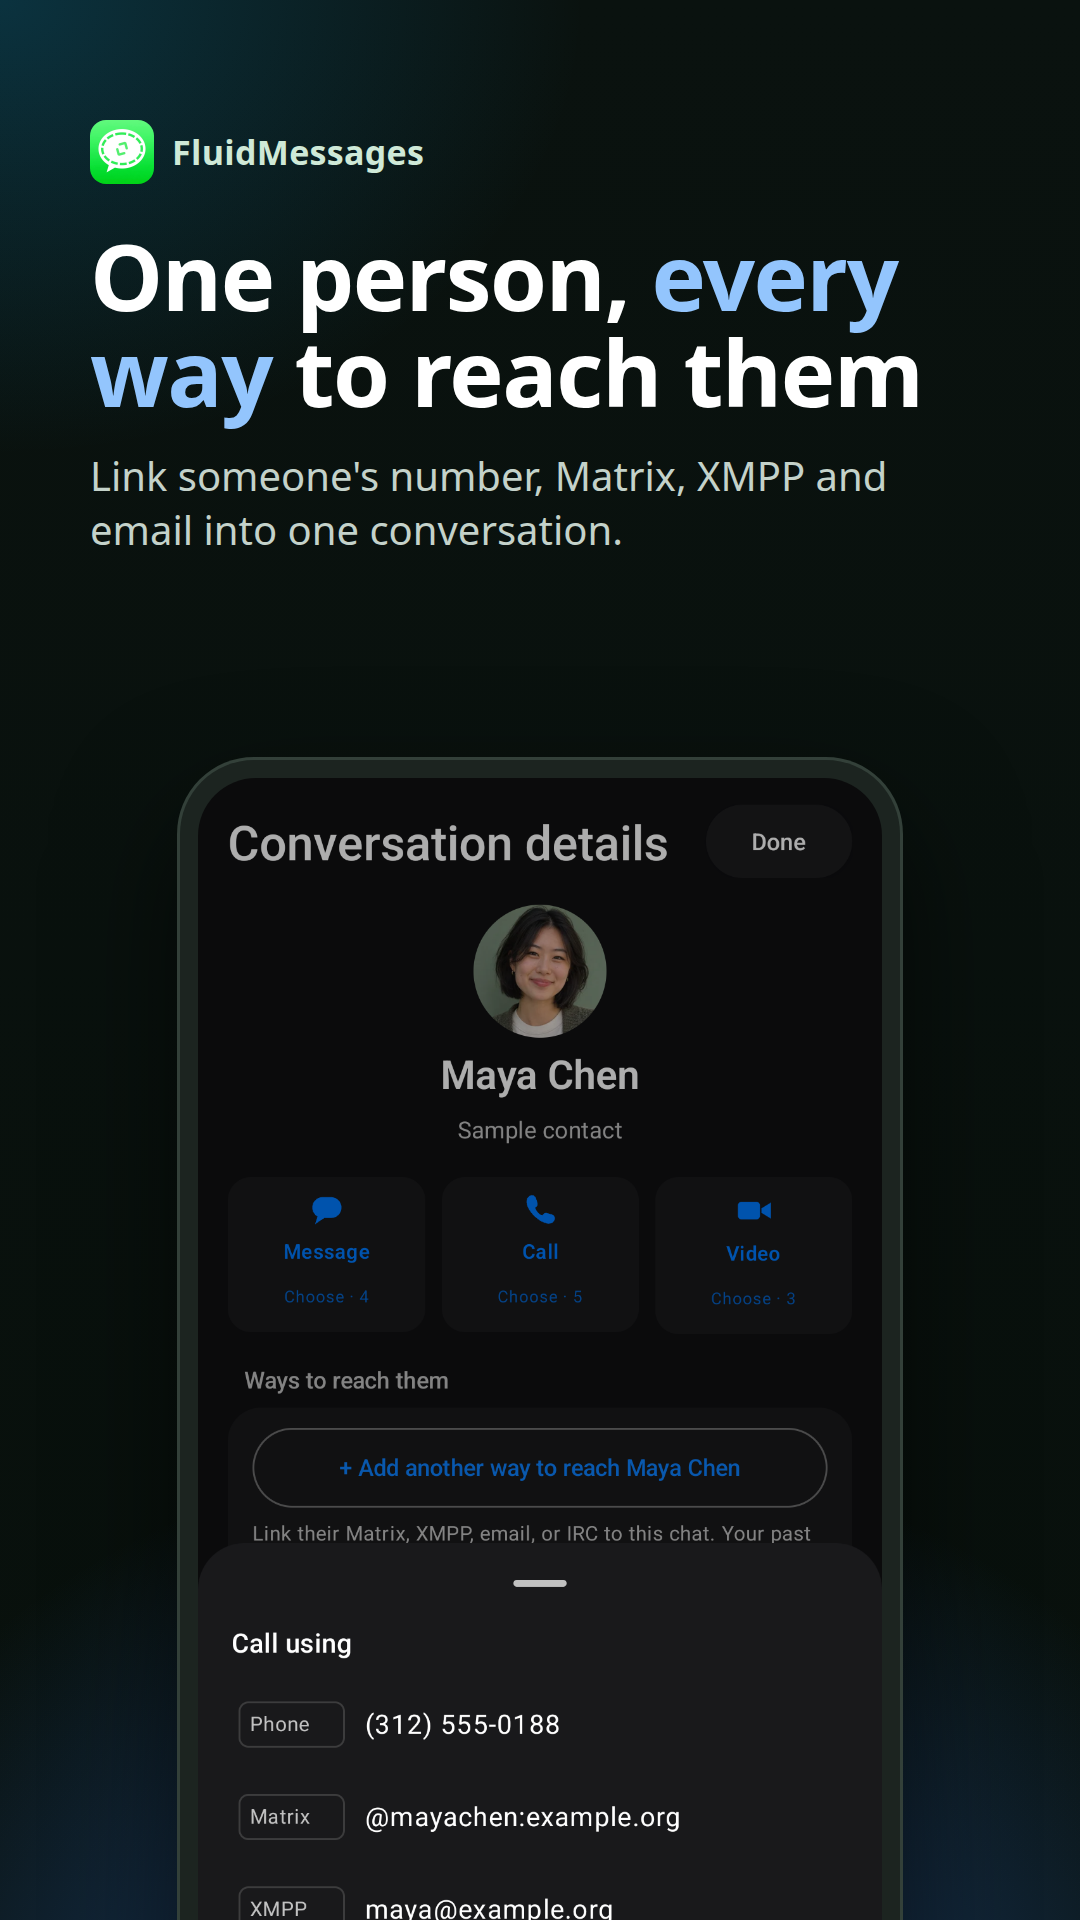 FluidMessages
One person, every
way to reach them
Link someone's number, Matrix, XMPP and
email into one conversation.
Conversation details
Done
Maya Chen
Sample contact
Message
Call
Video
Choose · 4
Choose · 5
Choose · 3
Ways to reach them
+ Add another way to reach Maya Chen
Link their Matrix, XMPP, email, or IRC to this chat. Your past
Call using
Phone
(312) 555-0188
Matrix
@mayachen:example.org
XMPP
maya@example.org